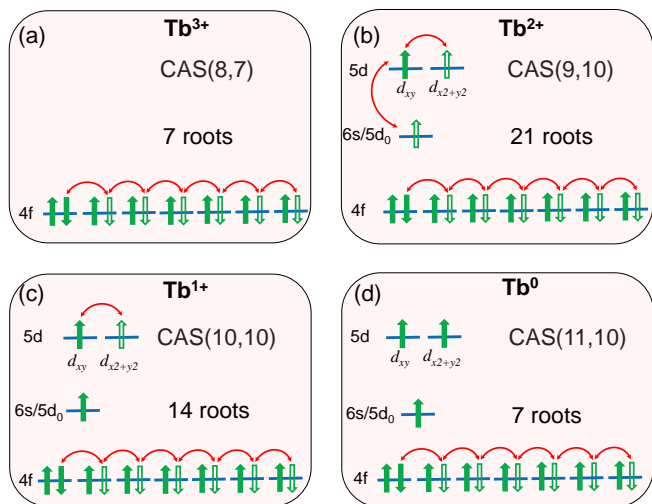 (a) Tb³⁺
CAS(8,7)
7 roots
4f
(b) Tb²⁺
5d
CAS(9,10)
dxy dx2+y2
6s/5d₀
21 roots
4f
(c) Tb¹⁺
5d
CAS(10,10)
dxy dx2+y2
6s/5d₀
14 roots
4f
(d) Tb⁰
5d
CAS(11,10)
dxy dx2+y2
6s/5d₀
7 roots
4f